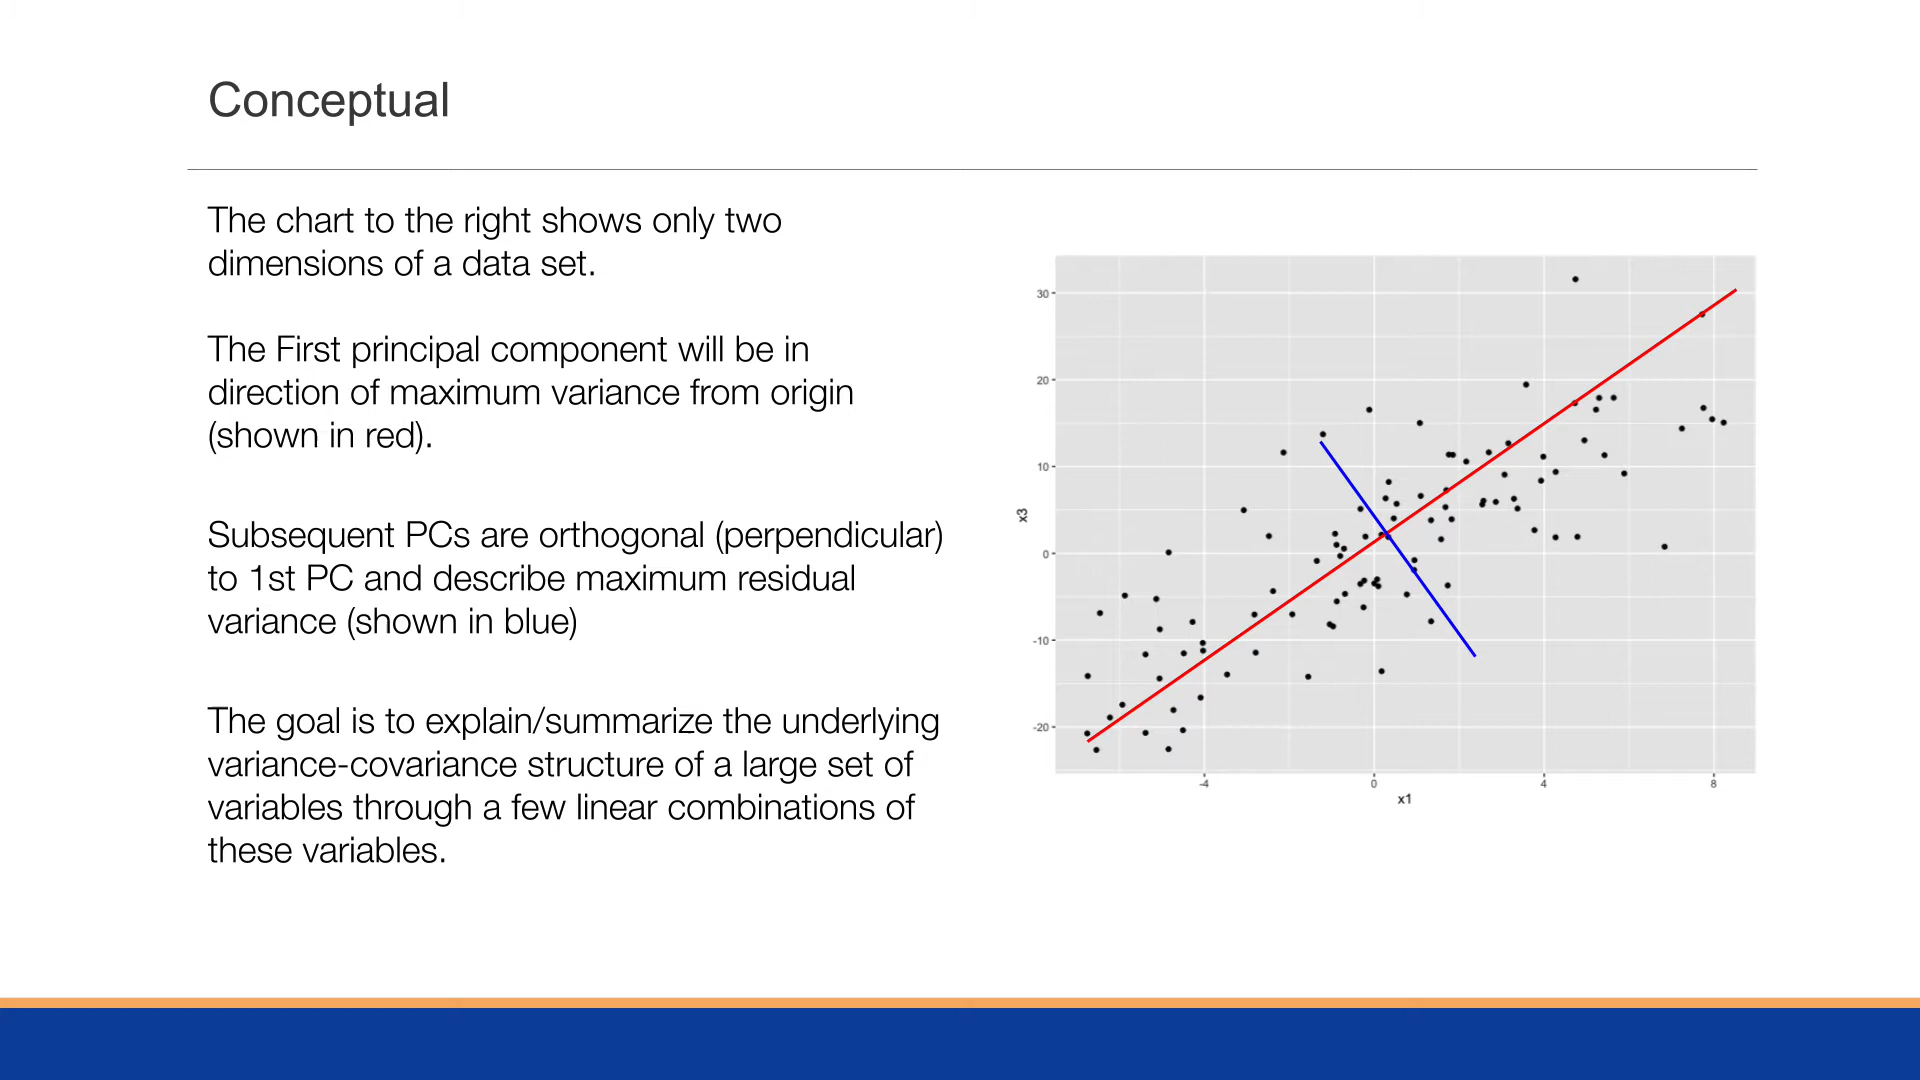 Conceptual
The chart to the right shows only two
dimensions of a data set.
The First principal component will be in
direction of maximum variance from origin
(shown in red).
Subsequent PCs are orthogonal (perpendicular)
to 1st PC and describe maximum residual
variance (shown in blue)
The goal is to explain/summarize the underlying
variance-covariance structure of a large set of
variables through a few linear combinations of
these variables.
30
20
10
0
-10
-20
x3
-4
0
4
8
x1